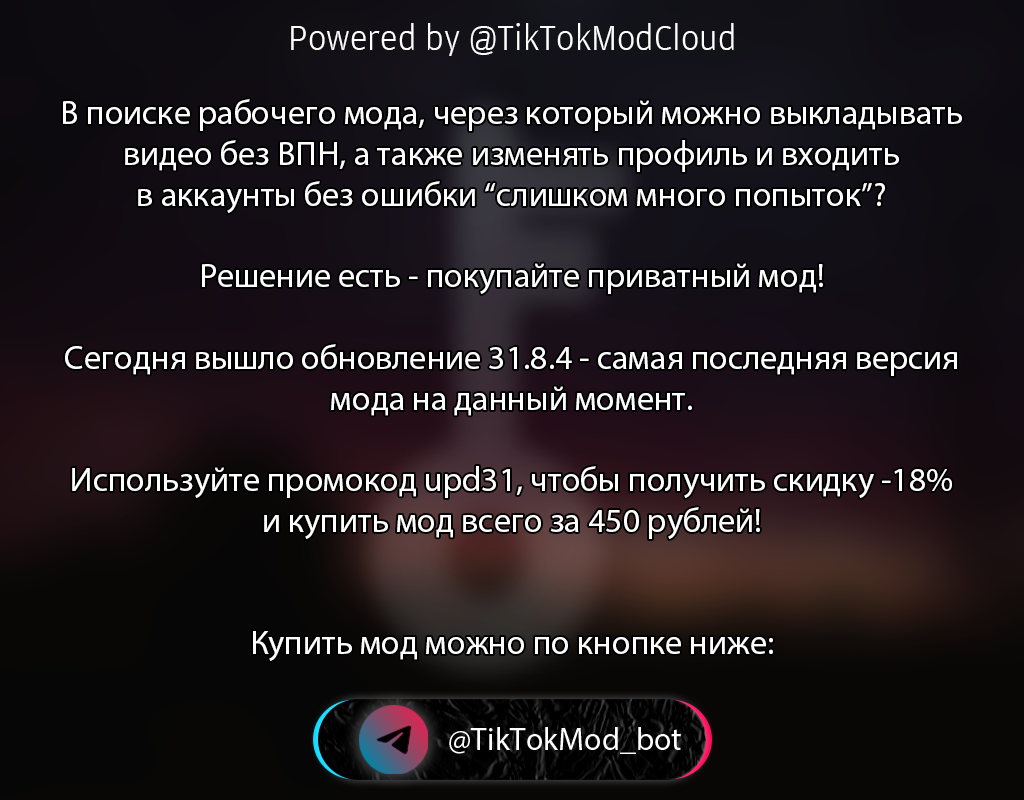 Powered by @TikTokModCloud
В поиске рабочего мода, через который можно выкладывать
видео без ВПН, а также изменять профиль и входить
в аккаунты без ошибки “слишком много попыток”?
Решение есть - покупайте приватный мод!
Сегодня вышло обновление 31.8.4 - самая последняя версия
мода на данный момент.
Используйте промокод upd31, чтобы получить скидку -18%
и купить мод всего за 450 рублей!
Купить мод можно по кнопке ниже:
@TikTokMod_bot